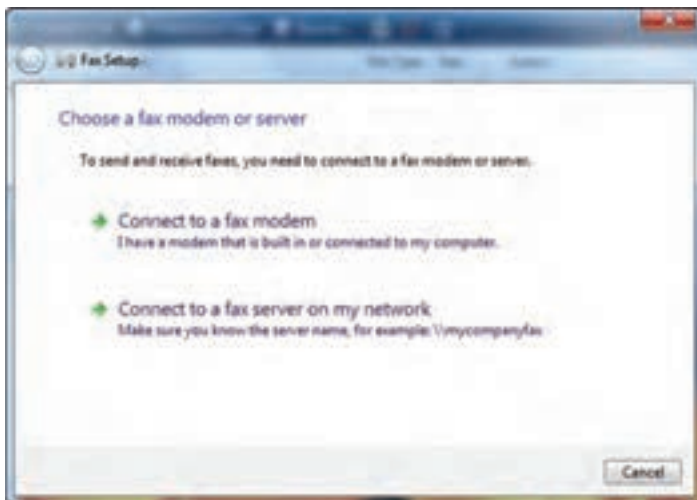 Fax Setup
Choose a fax modem or server
To send and receive faxes, you need to connect to a fax modem or server.
Connect to a fax modem
I have a modem that is built in or connected to my computer.
Connect to a fax server on my network
Make sure you know the server name, for example: \\mycompanyfax
Cancel